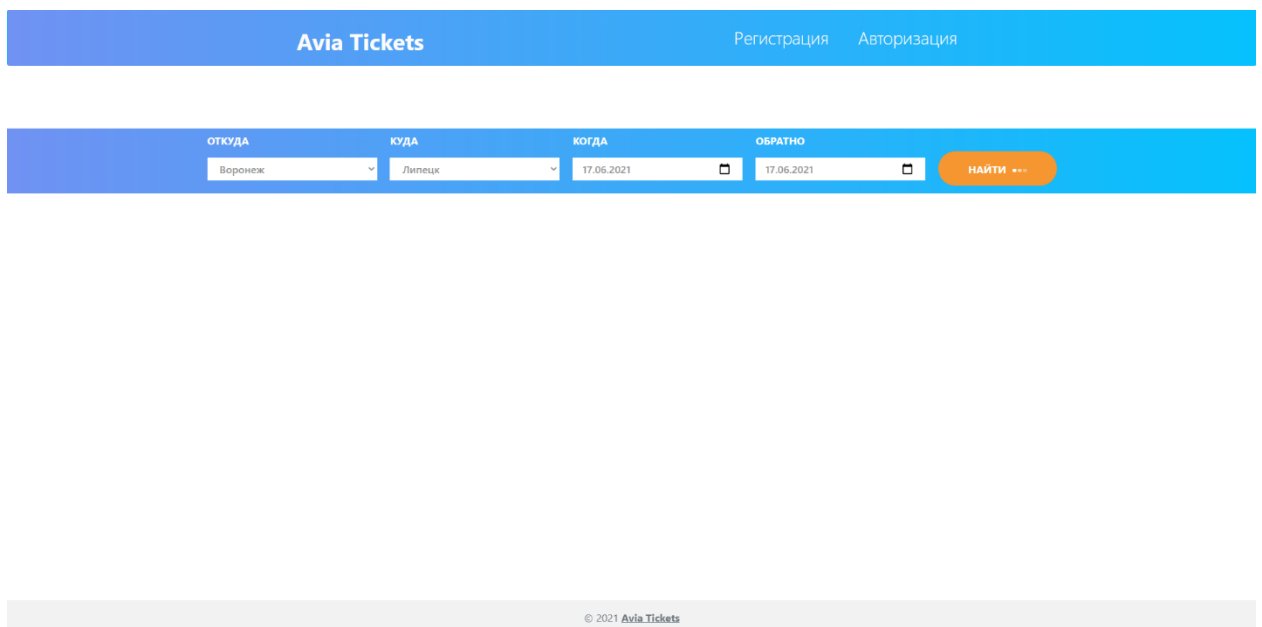 Avia Tickets Регистрация Авторизация
ОТКУДА КУДА КОГДА ОБРАТНО
Воронеж Липецк 17.06.2021 17.06.2021 НАЙТИ
© 2021 Avia Tickets